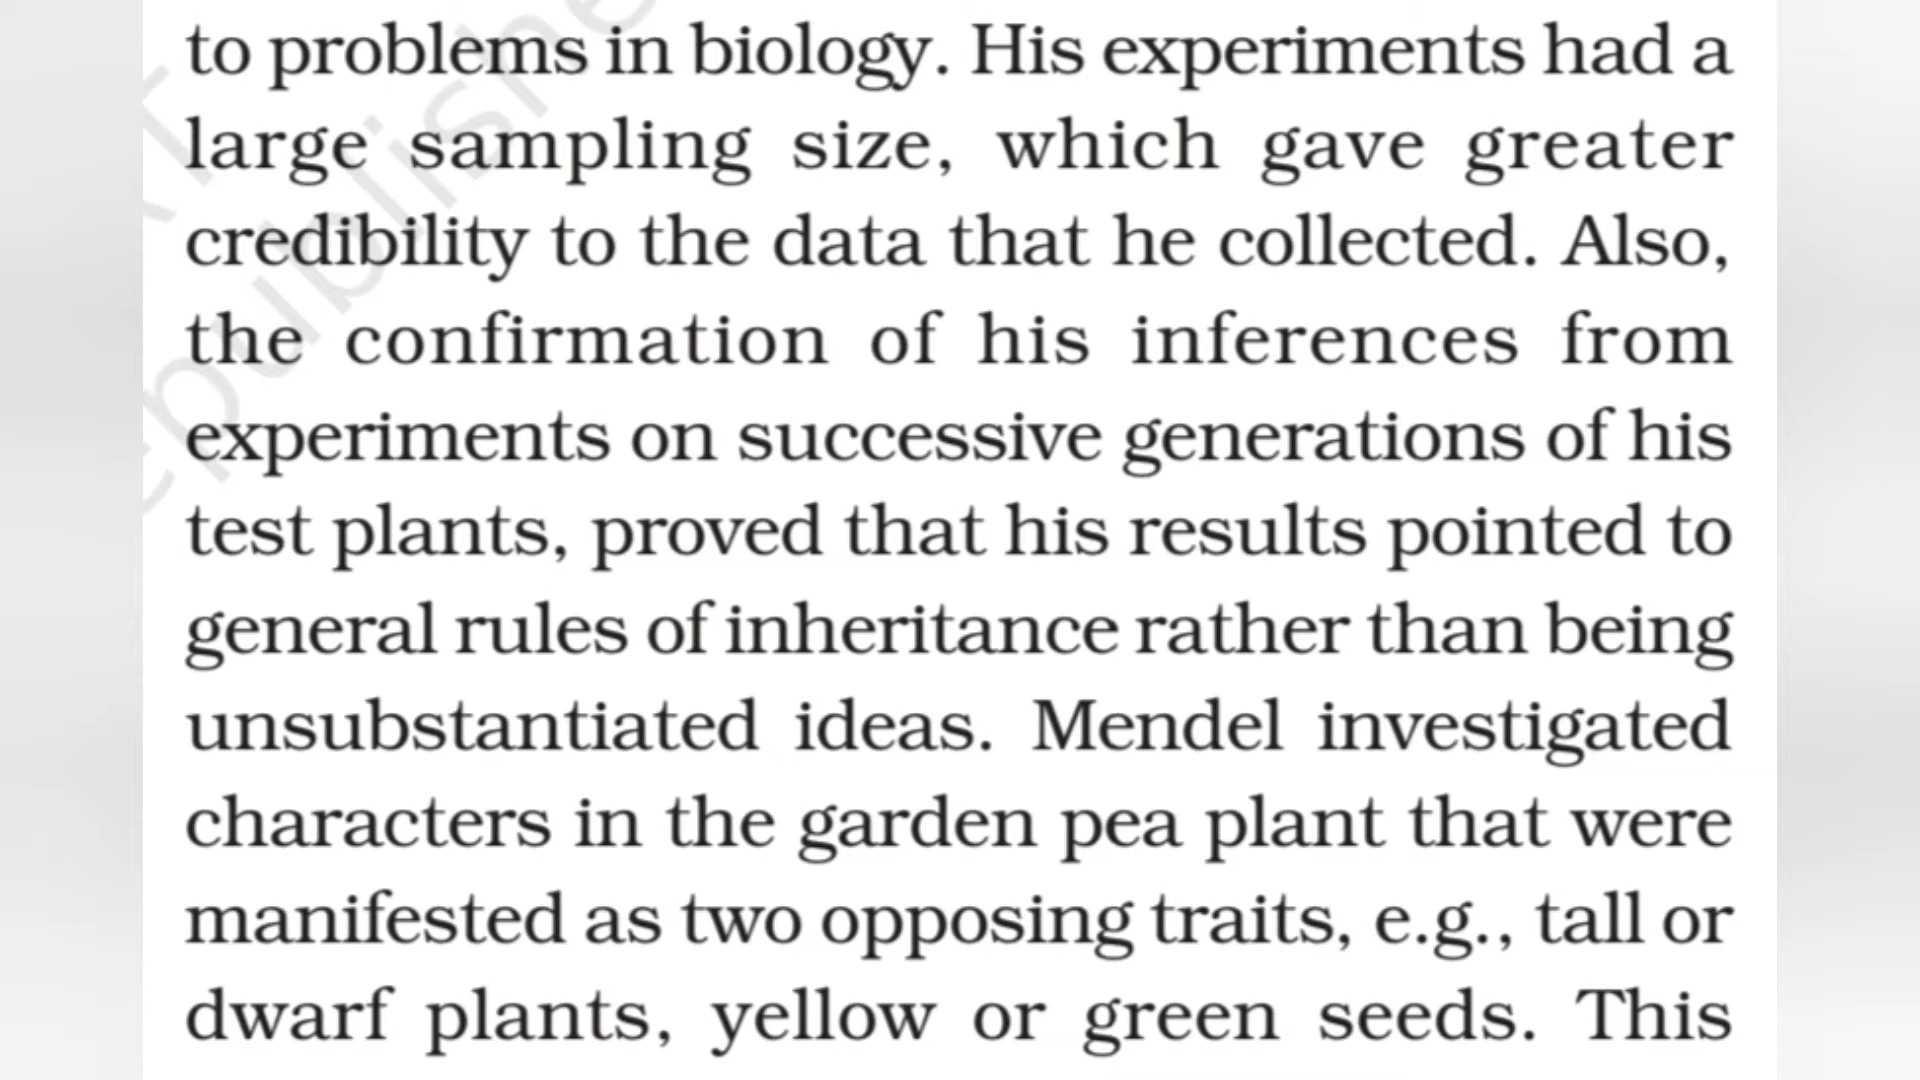 to problems in biology. His experiments had a
large sampling size, which gave greater
credibility to the data that he collected. Also,
the confirmation of his inferences from
experiments on successive generations of his
test plants, proved that his results pointed to
general rules of inheritance rather than being
unsubstantiated ideas. Mendel investigated
characters in the garden pea plant that were
manifested as two opposing traits, e.g., tall or
dwarf plants, yellow or green seeds. This